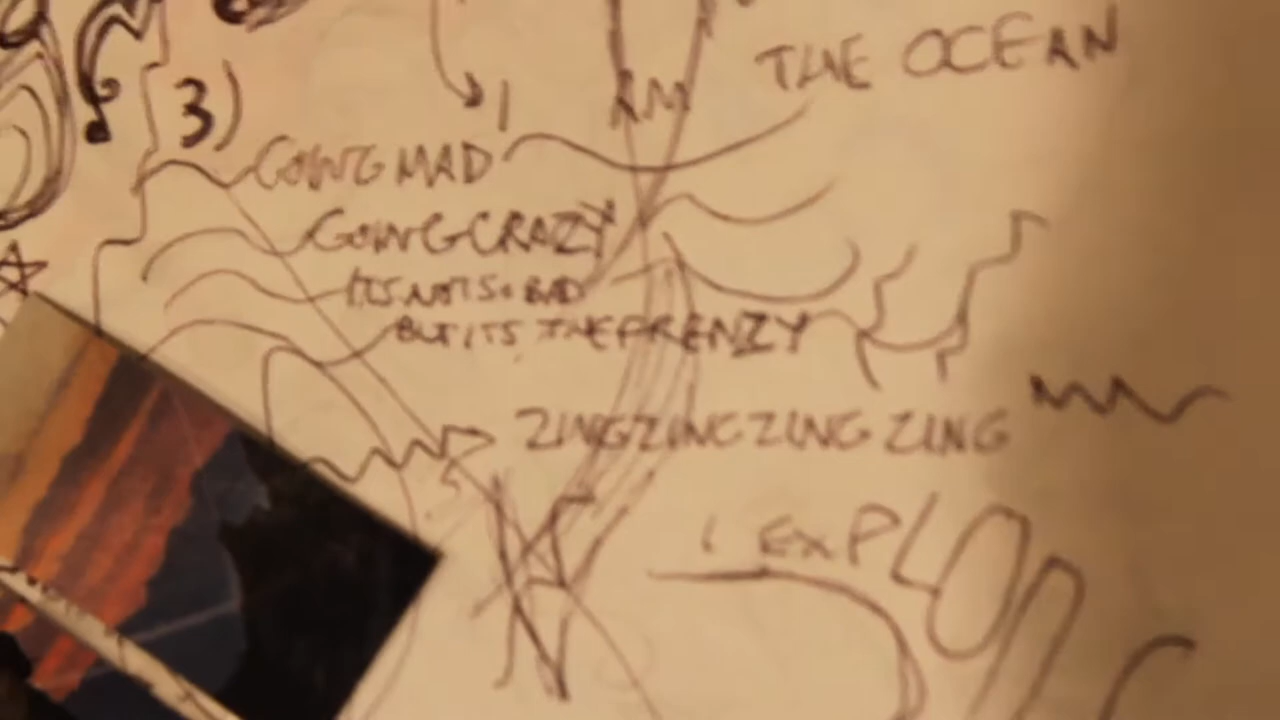 THE OCEAN
I AM
3)
GOING MAD
GOING CRAZY
ITS NOT SO BAD
BUT ITS THE FRENZY
ZING ZING ZING ZING
I EXPLO